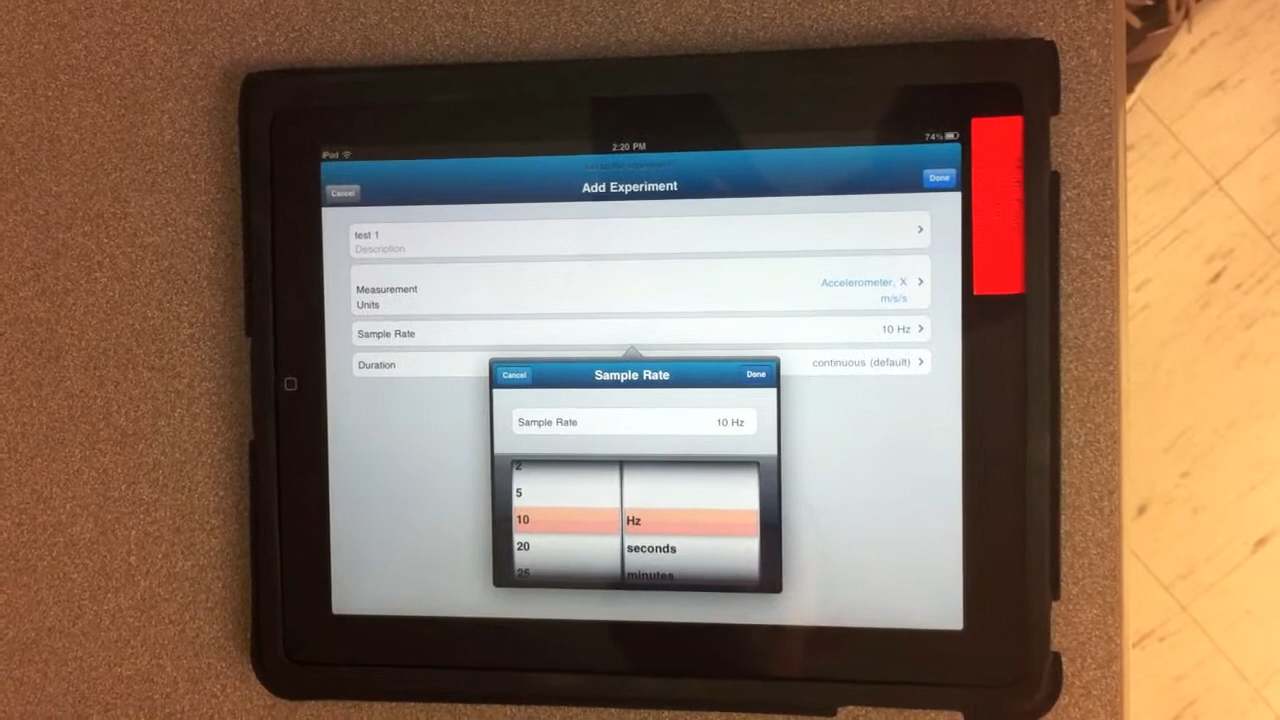 iPad 2:20 PM 74%
Cancel Add Experiment Done
test 1
Description
Measurement Accelerometer, X
Units m/s/s
Sample Rate 10 Hz
Duration continuous (default)
Cancel Sample Rate Done
Sample Rate 10 Hz
2
5
10 Hz
20 seconds
25 minutes